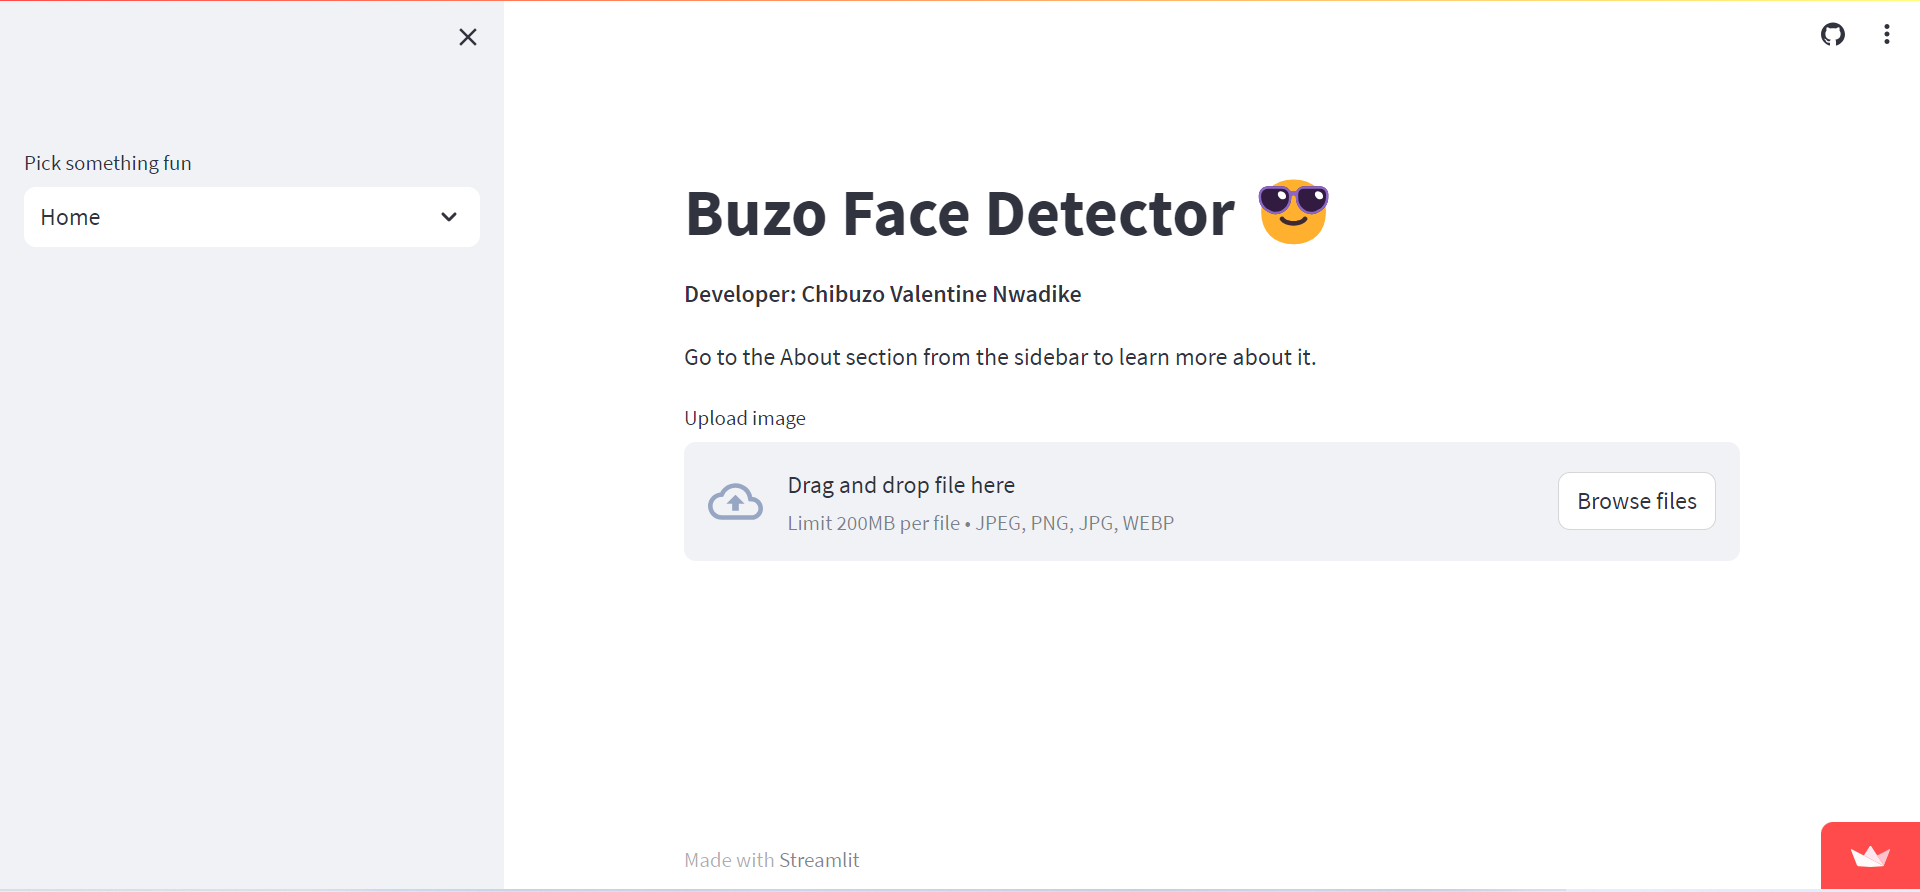 Pick something fun
Home
Buzo Face Detector 😎
Developer: Chibuzo Valentine Nwadike
Go to the About section from the sidebar to learn more about it.
Upload image
Drag and drop file here
Limit 200MB per file • JPEG, PNG, JPG, WEBP
Browse files
Made with Streamlit